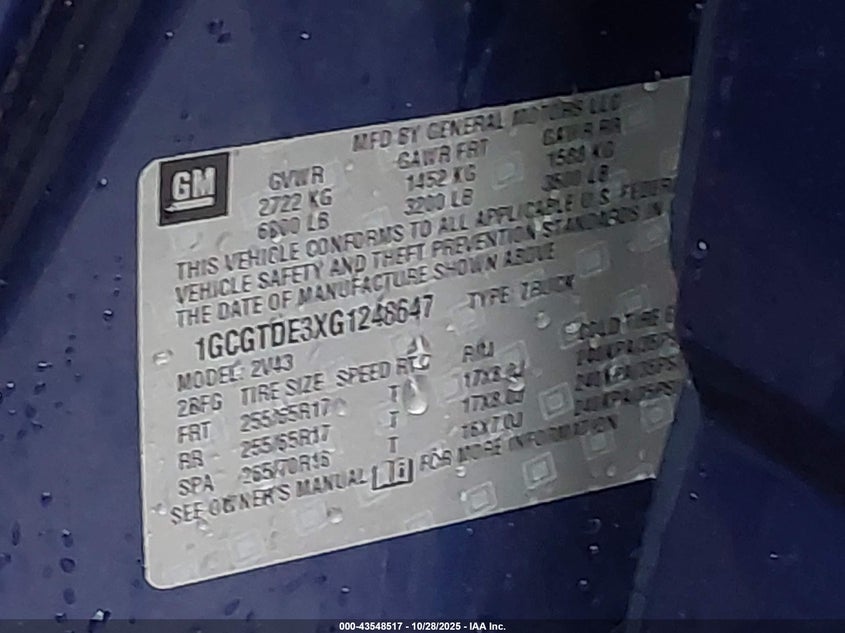 MFD BY GENERAL MOTORS LLC
GM
GVWR GAWR FRT GAWR RR
2722 KG 1452 KG 1588 KG
6000 LB 3200 LB 3500 LB
THIS VEHICLE CONFORMS TO ALL APPLICABLE U.S. FEDER
VEHICLE SAFETY AND THEFT PREVENTION STANDARDS IN
THE DATE OF MANUFACTURE SHOWN ABOVE
1GCGTDE3XG1248647 TYPE:
MODEL: 2V43
TIRE SIZE SPEED RTG RIM COLD TIRE
FRT 255/65R17 T 17X8.0J
RR 255/65R17 T 17X8.0J
SPA 265/70R16 T 16X7.0J
SEE OWNER'S MANUAL FOR MORE INFORMATION
000-43548517 - 10/28/2025 - IAA Inc.